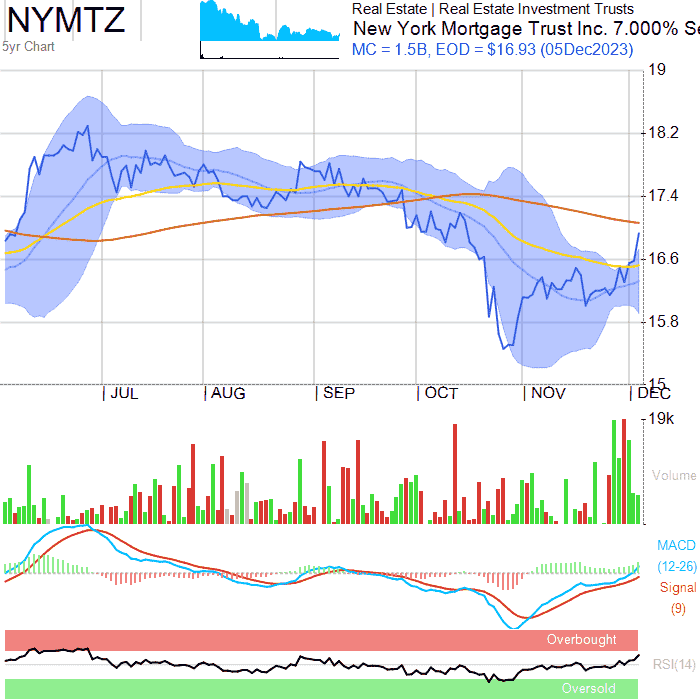 NYMTZ
5yr Chart
Real Estate | Real Estate Investment Trusts
New York Mortgage Trust Inc. 7.000% Se
MC = 1.5B, EOD = $16.93 (05Dec2023)
19
18.2
17.4
16.6
15.8
15
JUL AUG SEP OCT NOV DEC
19k
Volume
MACD
(12-26)
Signal
(9)
Overbought
RSI(14)
Oversold